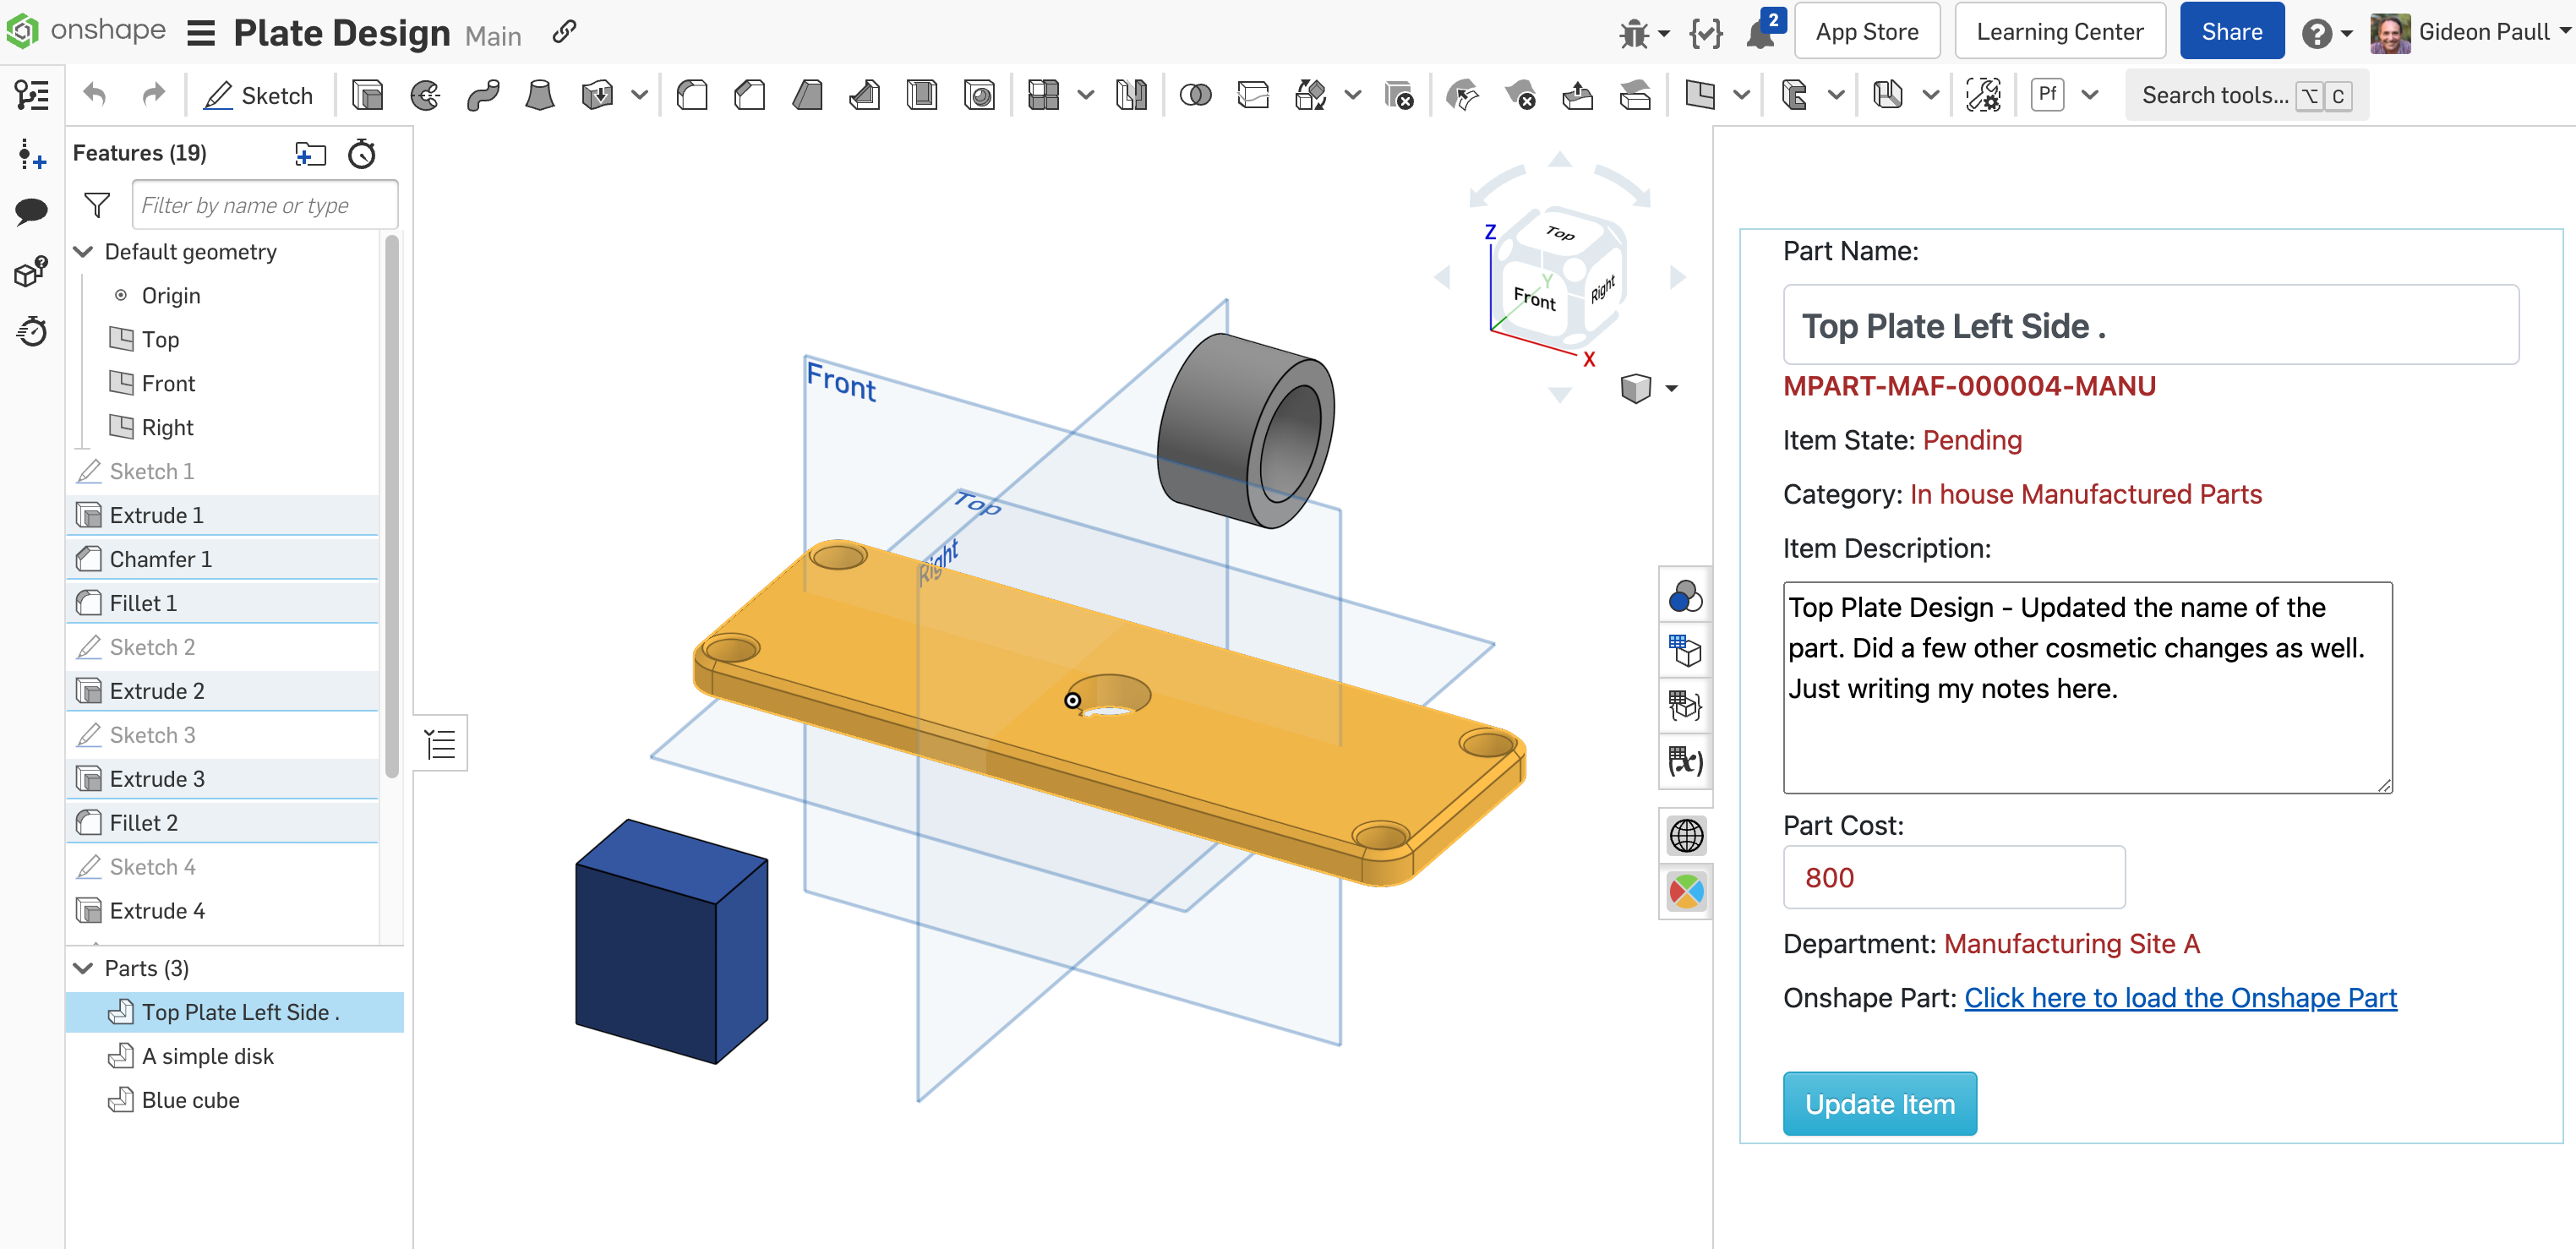 onshape
Plate Design Main
2
App Store
Learning Center
Share
Gideon Paull
Sketch
Pf
Search tools... ⌥ C
Features (19)
Filter by name or type
Default geometry
Origin
Top
Front
Right
Sketch 1
Extrude 1
Chamfer 1
Fillet 1
Sketch 2
Extrude 2
Sketch 3
Extrude 3
Fillet 2
Sketch 4
Extrude 4
Parts (3)
Top Plate Left Side .
A simple disk
Blue cube
Front
Top
Right
Z
Top
Y
Front
Right
X
(x)
Part Name:
Top Plate Left Side .
MPART-MAF-000004-MANU
Item State: Pending
Category: In house Manufactured Parts
Item Description:
Top Plate Design - Updated the name of the
part. Did a few other cosmetic changes as well.
Just writing my notes here.
Part Cost:
800
Department: Manufacturing Site A
Onshape Part: Click here to load the Onshape Part
Update Item